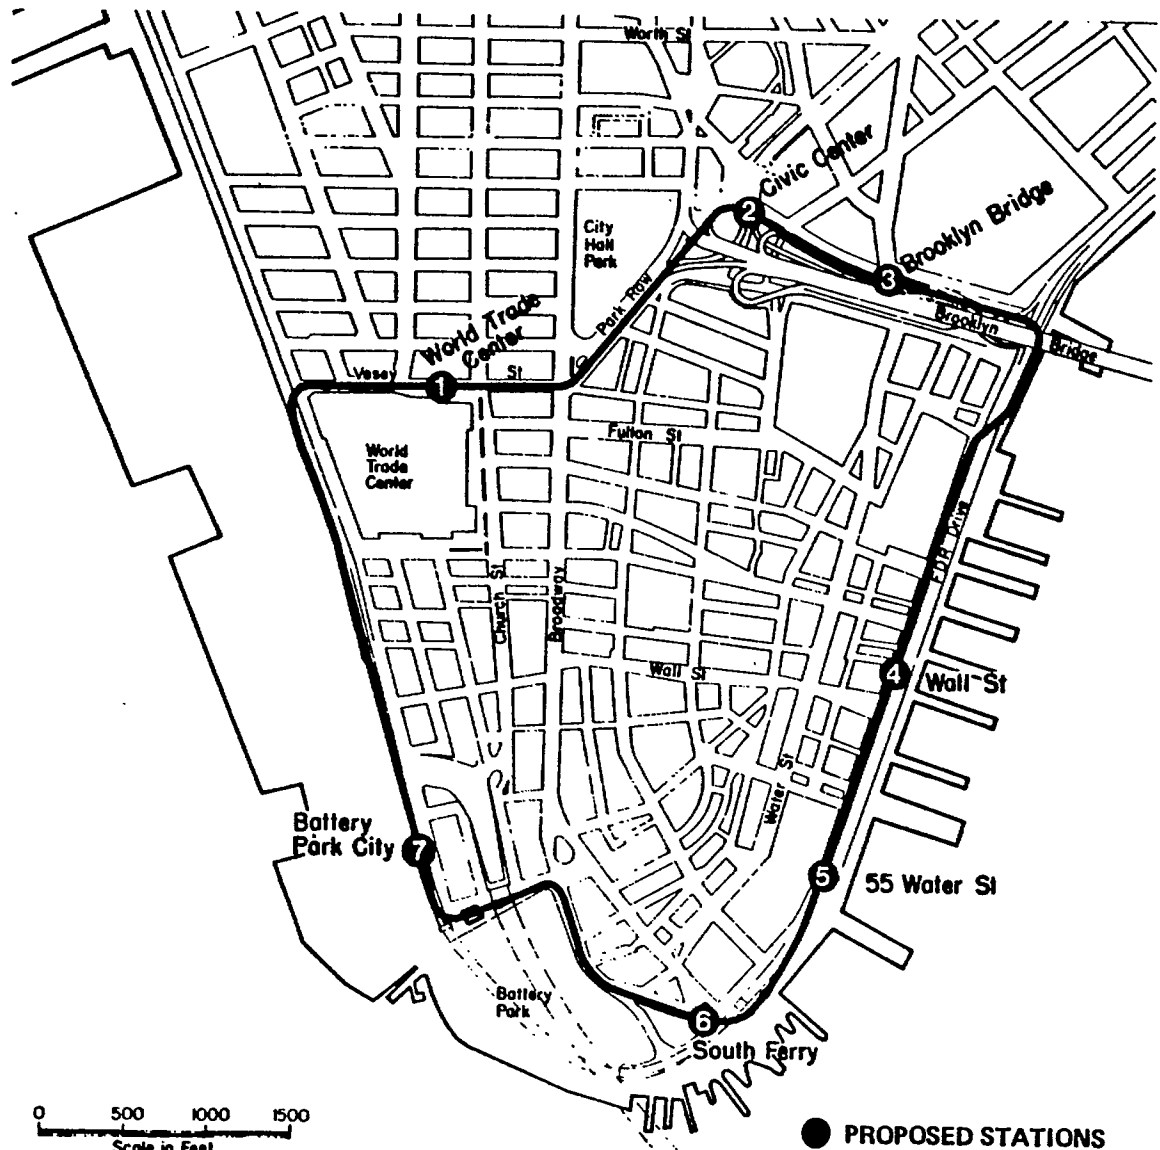 Worth St
Civic Center
2
Brooklyn Bridge
3
City
Hall
Park
Park Row
Brooklyn
Bridge
World Trade
Center
Vesey
1
St
Fulton St
World
Trade
Center
FDR Drive
Church St
Broadway
Wall St
4
Wall St
Water St
Battery
Park City
7
5
55 Water St
Battery
Park
6
South Ferry
0 500 1000 1500
Scale in Feet
PROPOSED STATIONS